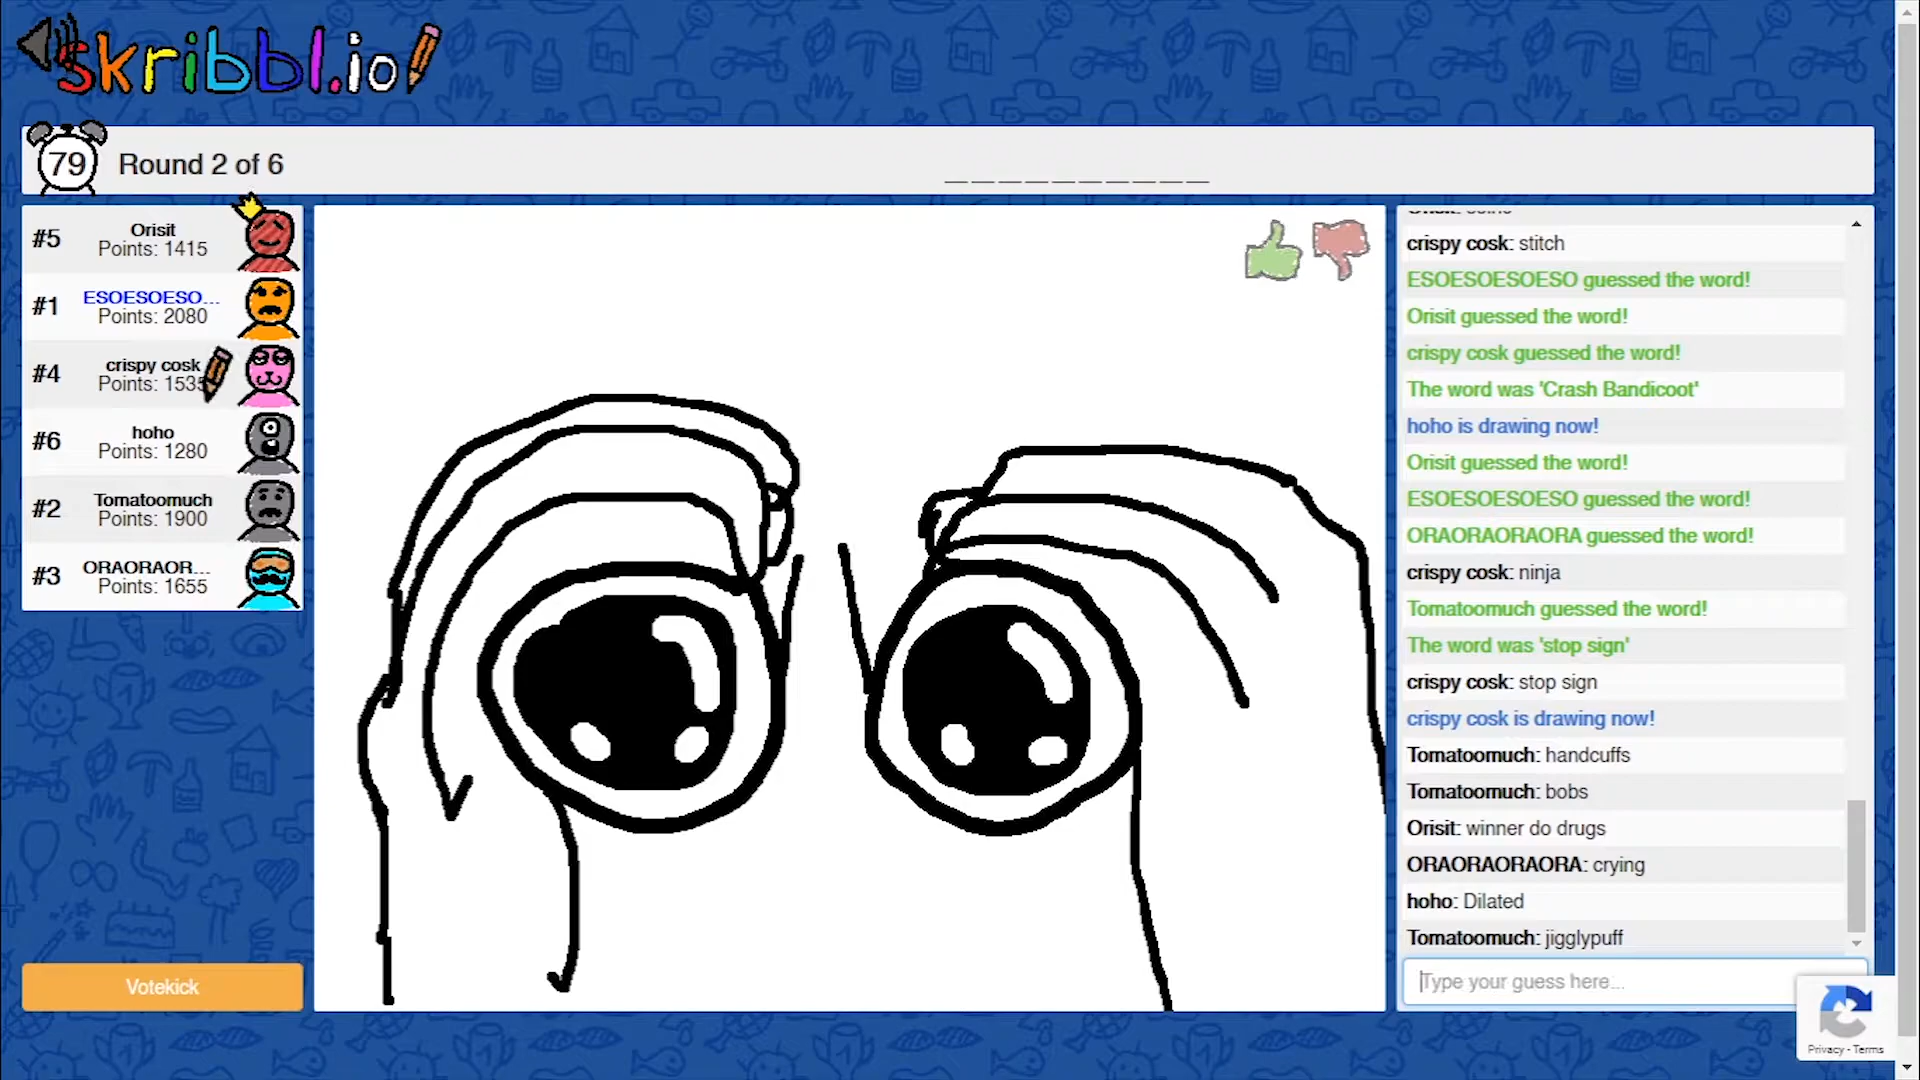 skribbl.io
79
Round 2 of 6
__________
#5
Orisit
Points: 1415
#1
ESOESOESO...
Points: 2080
#4
crispy cosk
Points: 1535
#6
hoho
Points: 1280
#2
Tomatoomuch
Points: 1900
#3
ORAORAOR...
Points: 1655
Votekick
crispy cosk: stitch
ESOESOESOESO guessed the word!
Orisit guessed the word!
crispy cosk guessed the word!
The word was 'Crash Bandicoot'
hoho is drawing now!
Orisit guessed the word!
ESOESOESOESO guessed the word!
ORAORAORAORA guessed the word!
crispy cosk: ninja
Tomatoomuch guessed the word!
The word was 'stop sign'
crispy cosk: stop sign
crispy cosk is drawing now!
Tomatoomuch: handcuffs
Tomatoomuch: bobs
Orisit: winner do drugs
ORAORAORAORA: crying
hoho: Dilated
Tomatoomuch: jigglypuff
Type your guess here...
Privacy - Terms